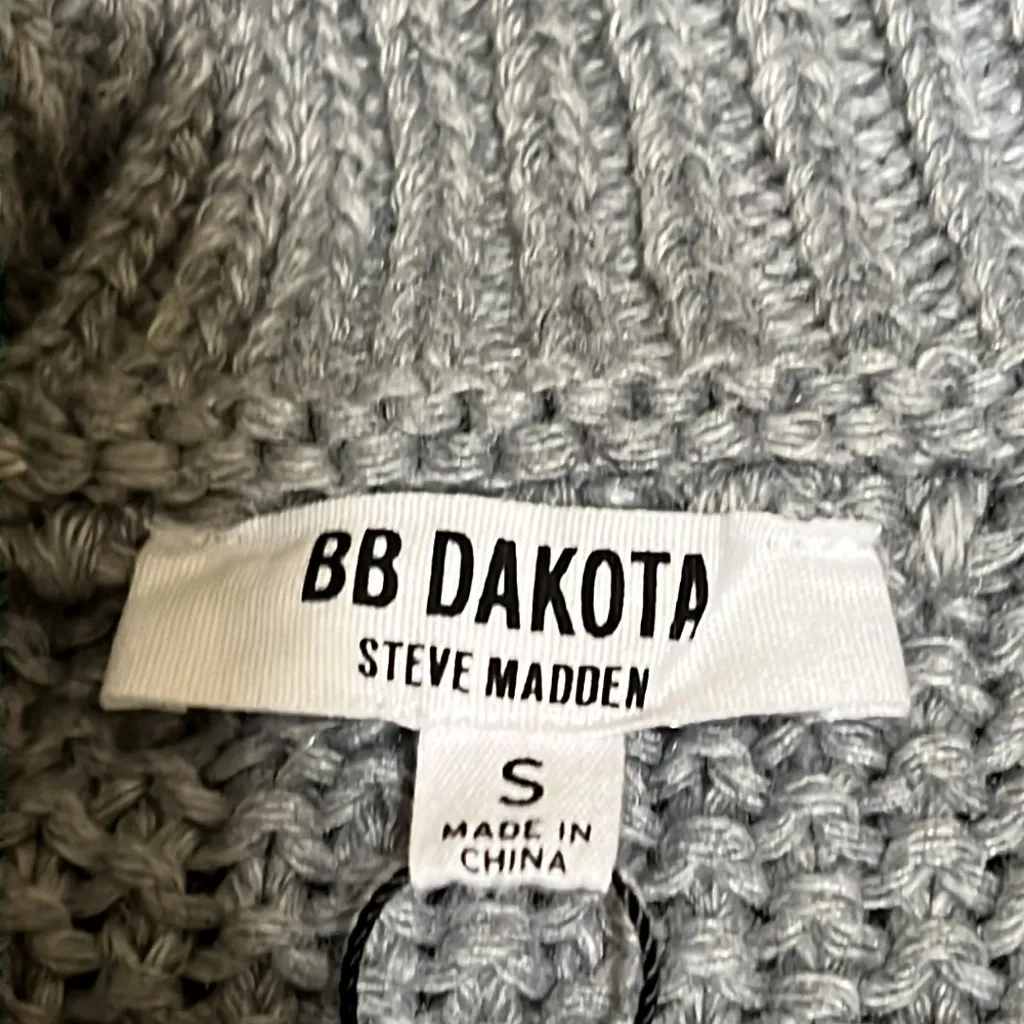 BB DAKOTA
STEVE MADDEN
S
MADE IN
CHINA